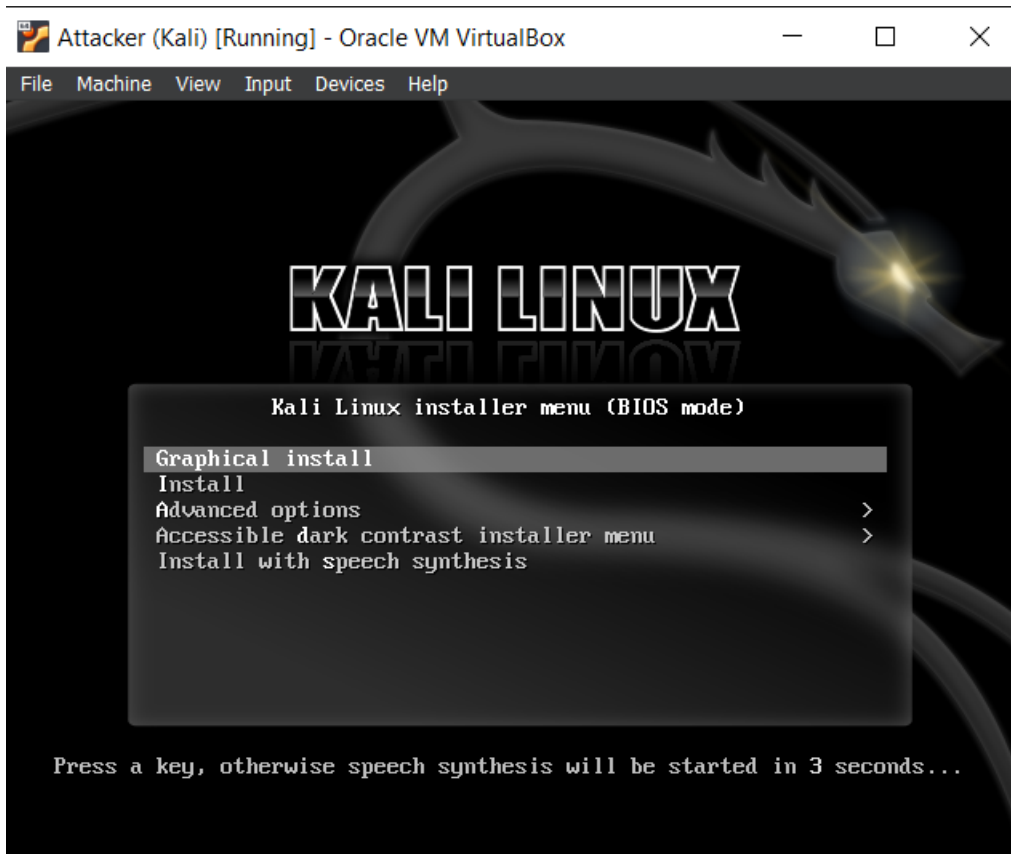 Attacker (Kali) [Running] - Oracle VM VirtualBox
File Machine View Input Devices Help
KALI LINUX
Kali Linux installer menu (BIOS mode)
Graphical install
Install
Advanced options >
Accessible dark contrast installer menu >
Install with speech synthesis
Press a key, otherwise speech synthesis will be started in 3 seconds...